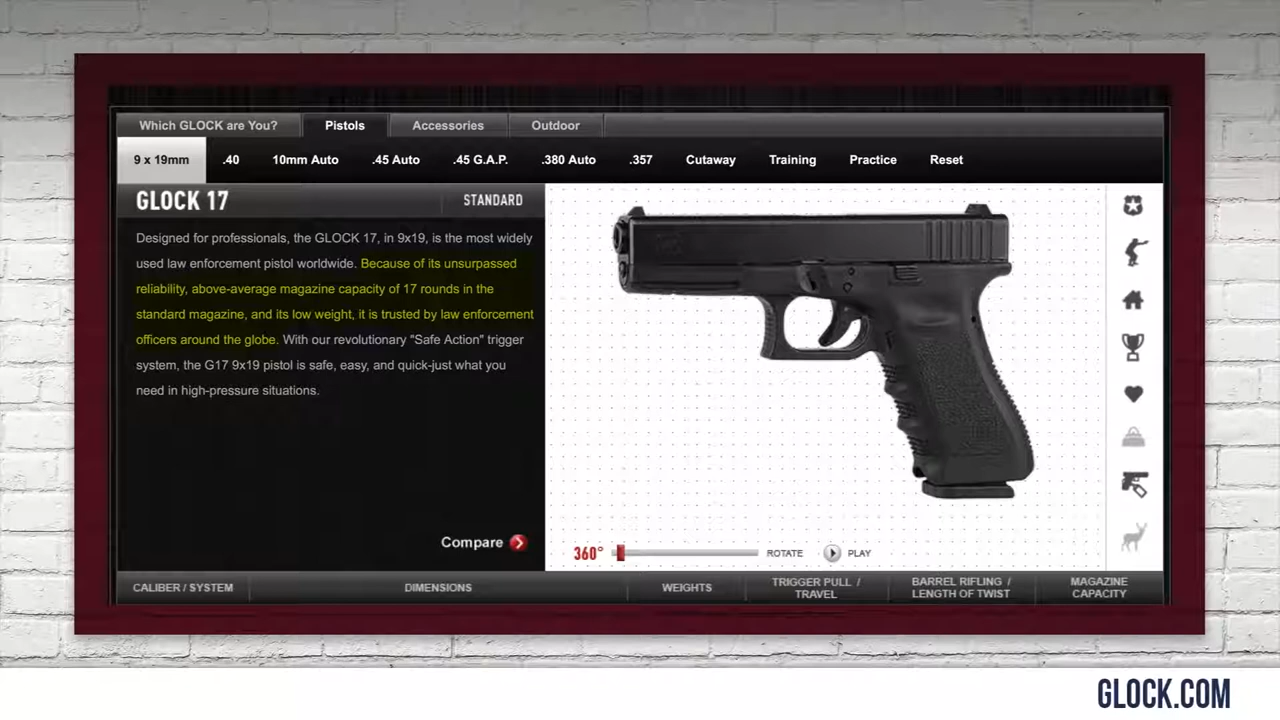 Which GLOCK are You? Pistols Accessories Outdoor
9 x 19mm .40 10mm Auto .45 Auto .45 G.A.P. .380 Auto .357 Cutaway Training Practice Reset
GLOCK 17 STANDARD
Designed for professionals, the GLOCK 17, in 9x19, is the most widely
used law enforcement pistol worldwide. Because of its unsurpassed
reliability, above-average magazine capacity of 17 rounds in the
standard magazine, and its low weight, it is trusted by law enforcement
officers around the globe. With our revolutionary "Safe Action" trigger
system, the G17 9x19 pistol is safe, easy, and quick-just what you
need in high-pressure situations.
Compare
360° ROTATE PLAY
CALIBER / SYSTEM DIMENSIONS WEIGHTS
TRIGGER PULL /
TRAVEL
BARREL RIFLING /
LENGTH OF TWIST
MAGAZINE
CAPACITY
GLOCK.COM